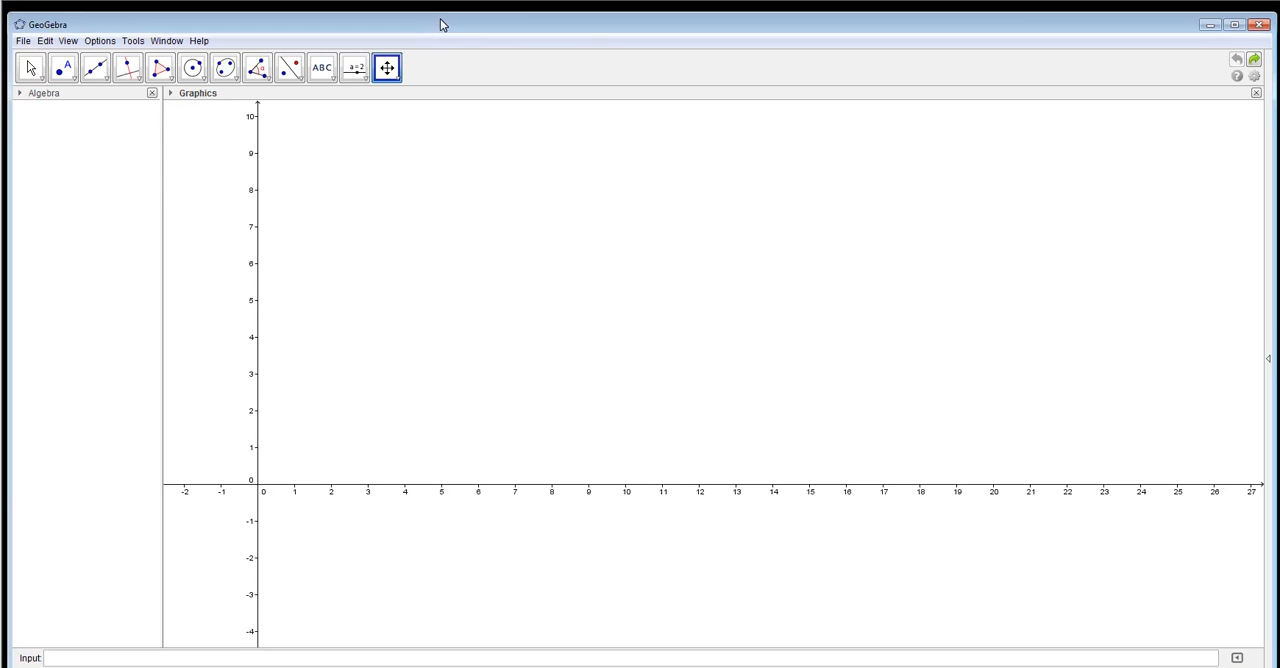 GeoGebra
File Edit View Options Tools Window Help
A α ABC a=2
Algebra
Graphics
10
9
8
7
6
5
4
3
2
1
0
-2 -1 0 1 2 3 4 5 6 7 8 9 10 11 12 13 14 15 16 17 18 19 20 21 22 23 24 25 26 27
-1
-2
-3
-4
Input